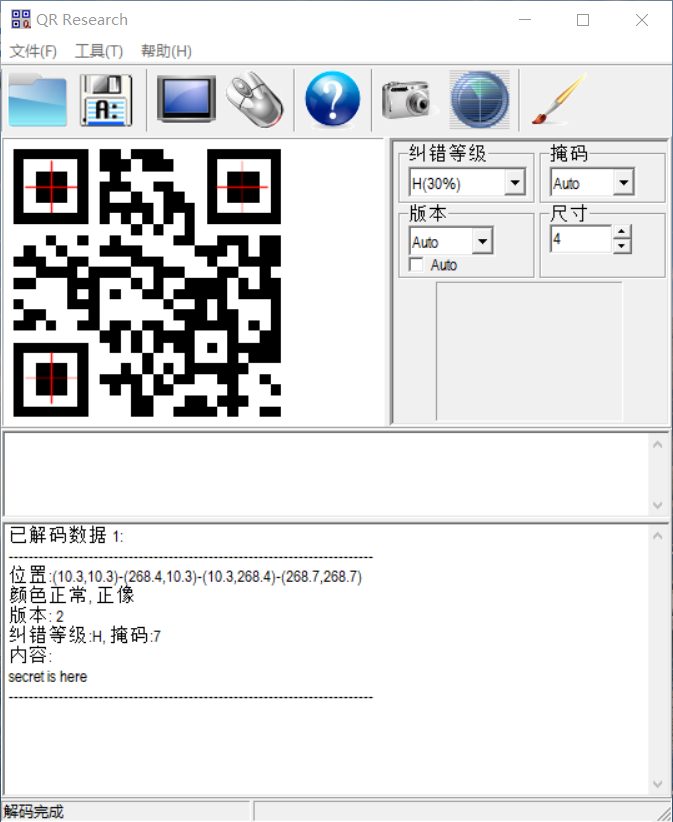 QR Research
文件(F) 工具(T) 帮助(H)
A:
?
纠错等级
掩码
H(30%)
Auto
版本
尺寸
Auto
4
Auto
已解码数据 1:
---------------------------------------------------------------------------
位置:(10.3,10.3)-(268.4,10.3)-(10.3,268.4)-(268.7,268.7)
颜色正常, 正像
版本: 2
纠错等级:H, 掩码:7
内容:
secret is here
---------------------------------------------------------------------------
解码完成